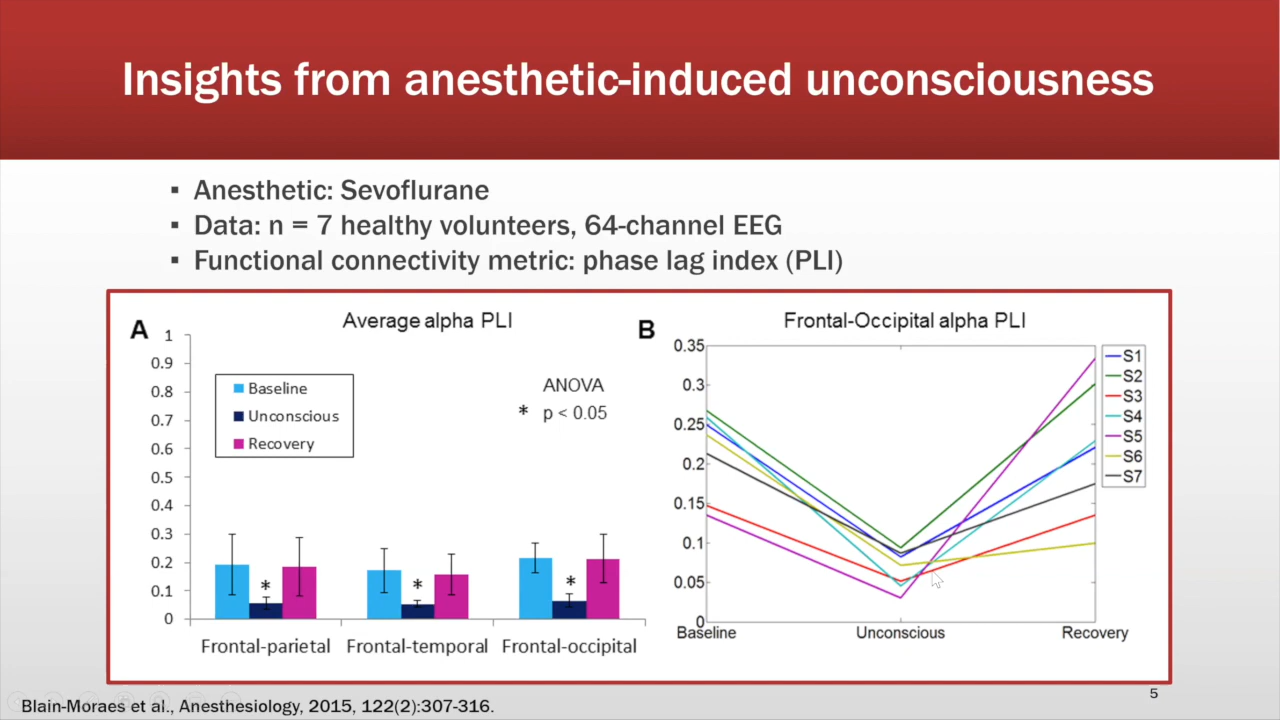 Insights from anesthetic-induced unconsciousness
▪ Anesthetic: Sevoflurane
▪ Data: n = 7 healthy volunteers, 64-channel EEG
▪ Functional connectivity metric: phase lag index (PLI)
A
Average alpha PLI
1
0.9
0.8
0.7
0.6
0.5
0.4
0.3
0.2
0.1
0
Baseline
Unconscious
Recovery
ANOVA
* p < 0.05
* * *
Frontal-parietal Frontal-temporal Frontal-occipital
B
Frontal-Occipital alpha PLI
0.35
0.3
0.25
0.2
0.15
0.1
0.05
0
Baseline Unconscious Recovery
S1
S2
S3
S4
S5
S6
S7
5
Blain-Moraes et al., Anesthesiology, 2015, 122(2):307-316.